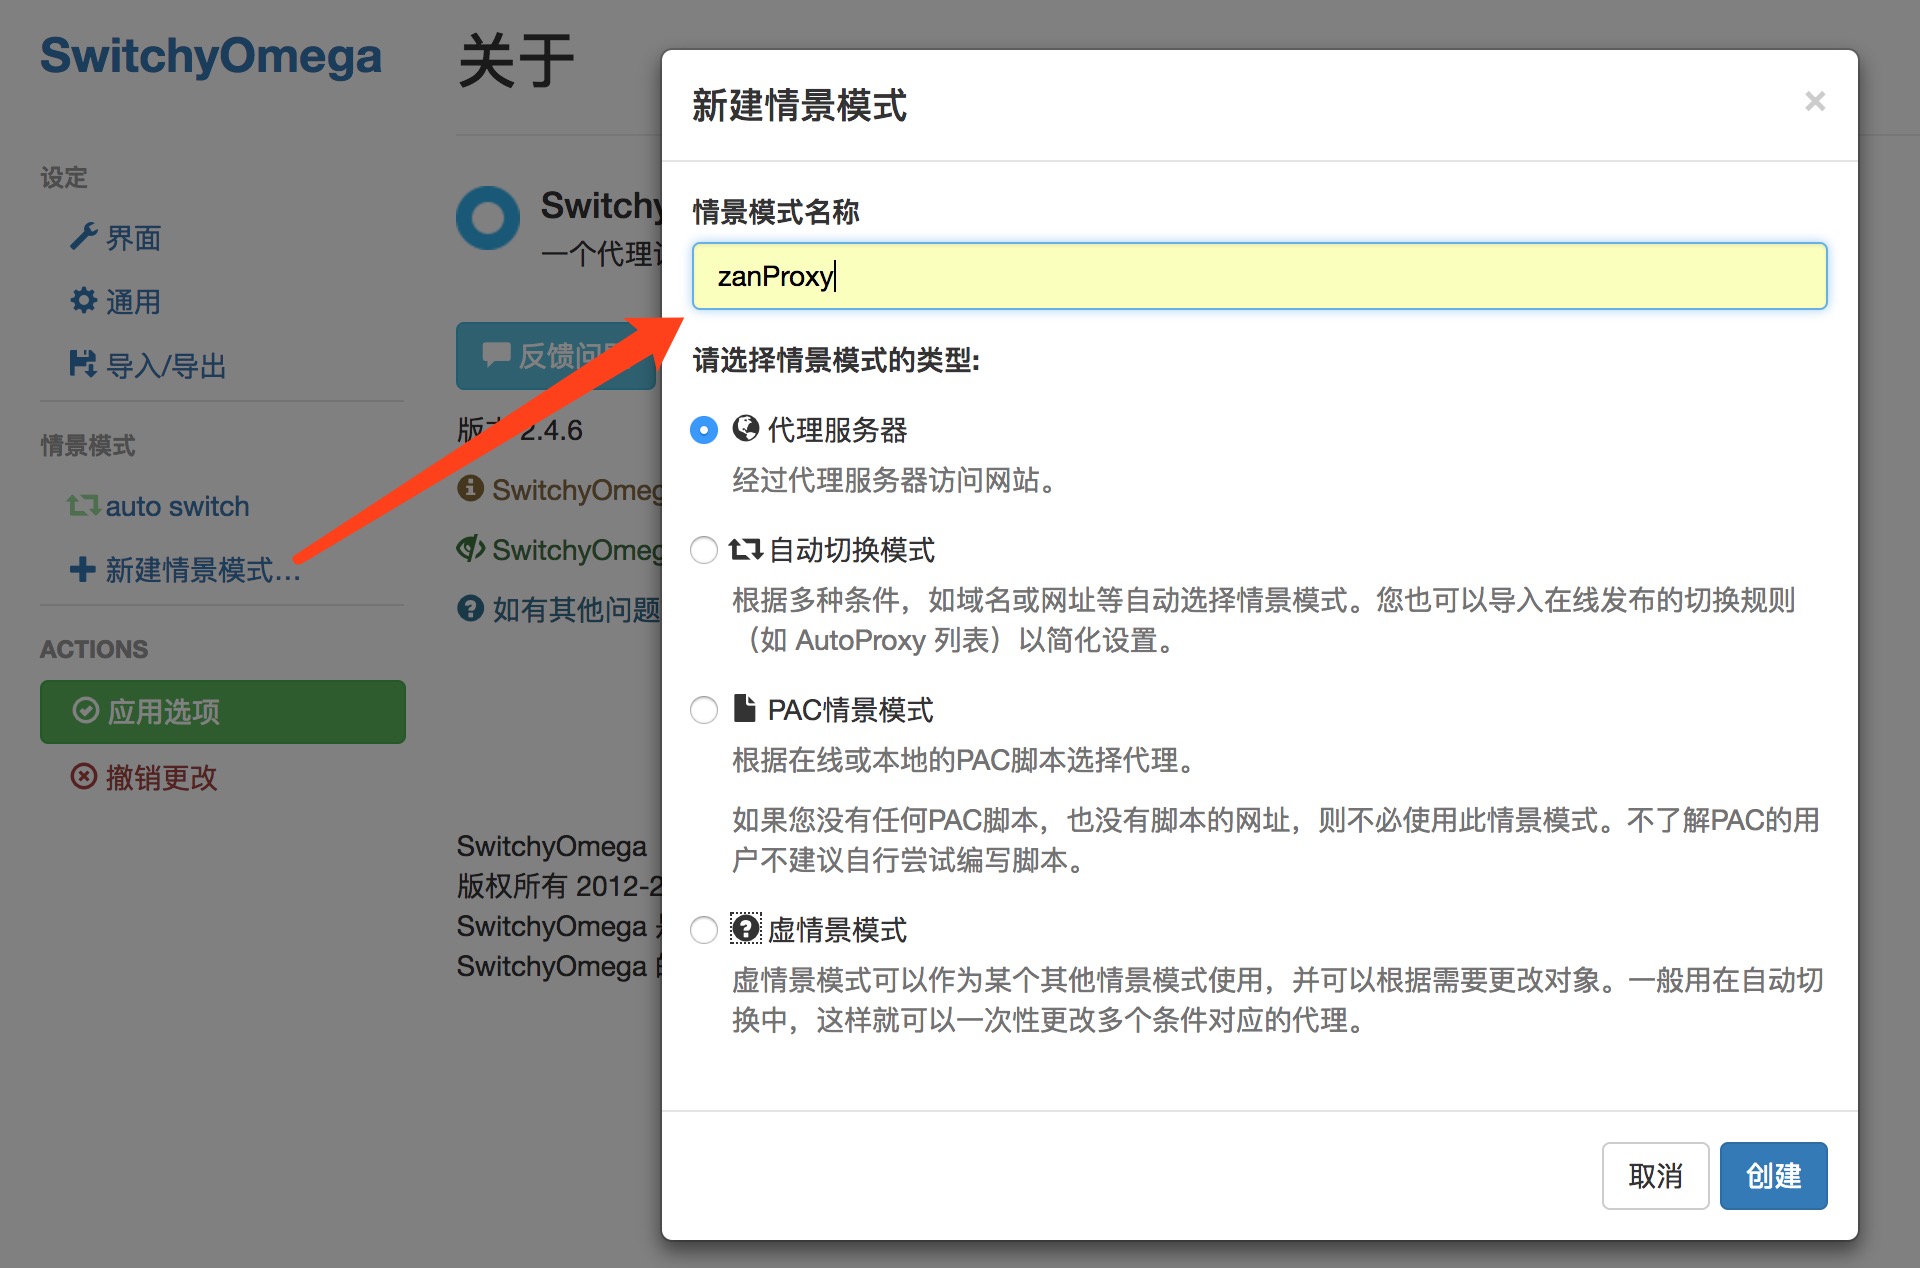 SwitchyOmega
设定
界面
通用
导入/导出
情景模式
auto switch
新建情景模式...
ACTIONS
应用选项
撤销更改
关于
Switchy
一个代理
反馈问
版 2.4.6
SwitchyOmeg
SwitchyOmeg
如有其他问题
SwitchyOmega
版权所有 2012-2
SwitchyOmega
SwitchyOmega
新建情景模式
×
情景模式名称
zanProxy
请选择情景模式的类型:
代理服务器
经过代理服务器访问网站。
自动切换模式
根据多种条件，如域名或网址等自动选择情景模式。您也可以导入在线发布的切换规则
（如 AutoProxy 列表）以简化设置。
PAC情景模式
根据在线或本地的PAC脚本选择代理。
如果您没有任何PAC脚本，也没有脚本的网址，则不必使用此情景模式。不了解PAC的用
户不建议自行尝试编写脚本。
虚情景模式
虚情景模式可以作为某个其他情景模式使用，并可以根据需要更改对象。一般用在自动切
换中，这样就可以一次性更改多个条件对应的代理。
取消
创建